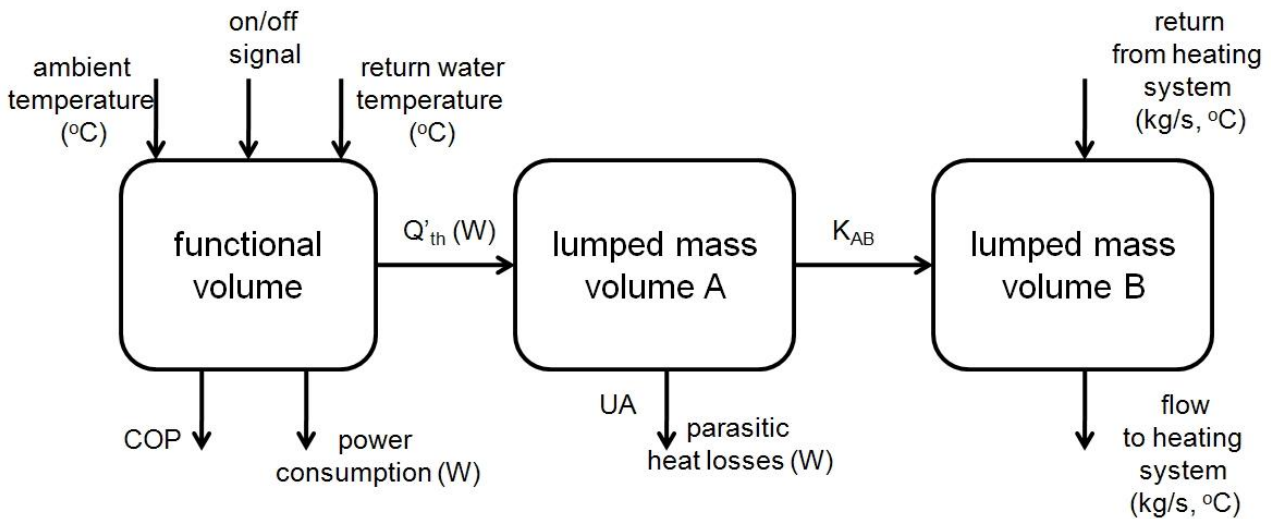 on/off
signal
ambient
temperature
(°C)
return water
temperature
(°C)
return
from heating
system
(kg/s, °C)
functional
volume
Q’th (W)
lumped mass
volume A
KAB
lumped mass
volume B
COP
power
consumption (W)
UA
parasitic
heat losses (W)
flow
to heating
system
(kg/s, °C)